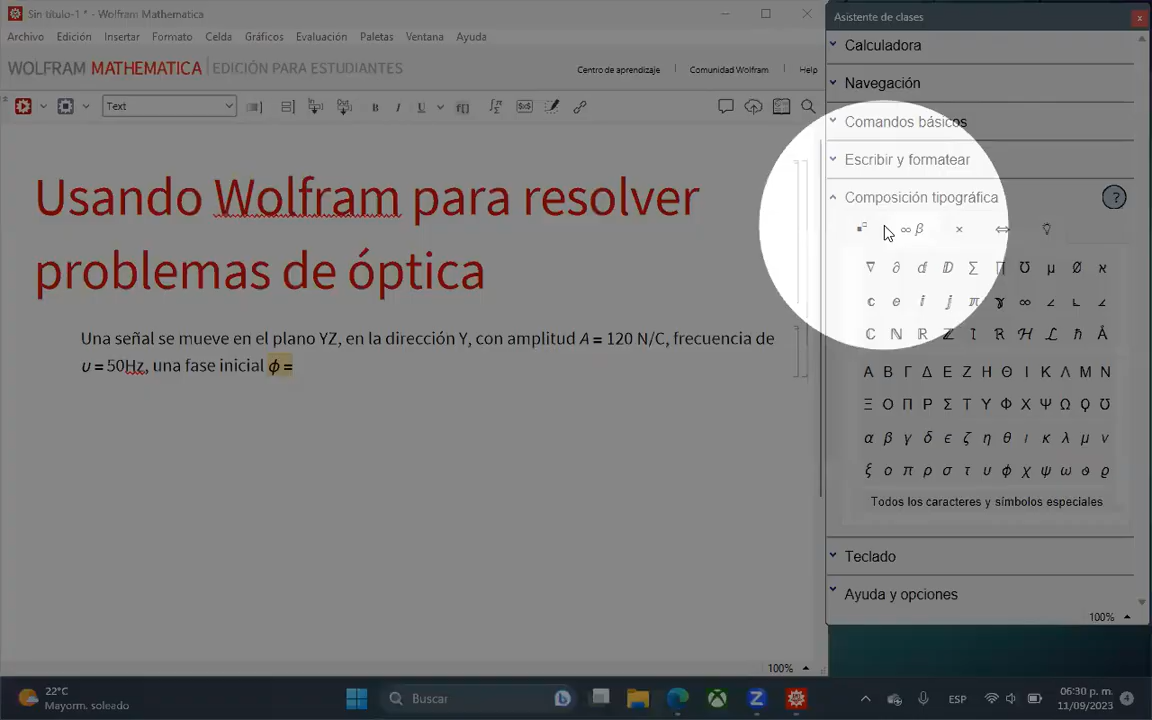 Sin título-1 * - Wolfram Mathematica
Archivo Edición Insertar Formato Celda Gráficos Evaluación Paletas Ventana Ayuda
WOLFRAM MATHEMATICA | EDICIÓN PARA ESTUDIANTES
Centro de aprendizaje | Comunidad Wolfram | Help
Text
B I U f[]
Usando Wolfram para resolver
problemas de óptica
Una señal se mueve en el plano YZ, en la dirección Y, con amplitud A = 120 N/C, frecuencia de
υ = 50Hz, una fase inicial ϕ =
100%
Asistente de clases
Calculadora
Navegación
Comandos básicos
Escribir y formatear
Composición tipográfica
?
∞ β × ⇔
∇ ∂ ⅆ ⅅ ∑ ∏ ℧ µ Ø ℵ
ℂ ℕ ℝ
Α Β Γ Δ Ε Ζ Η Θ Ι Κ Λ Μ Ν
Ξ Ο Π Ρ Σ Τ Υ Φ Χ Ψ Ω Ϙ ℧
α β γ δ ϵ ζ η θ ι κ λ μ ν
ξ ο π ρ σ τ υ ϕ χ ψ ω ϑ ϱ
Todos los caracteres y símbolos especiales
Teclado
Ayuda y opciones
100%
22°C
Mayorm. soleado
Buscar
ESP
06:30 p. m.
11/09/2023
4